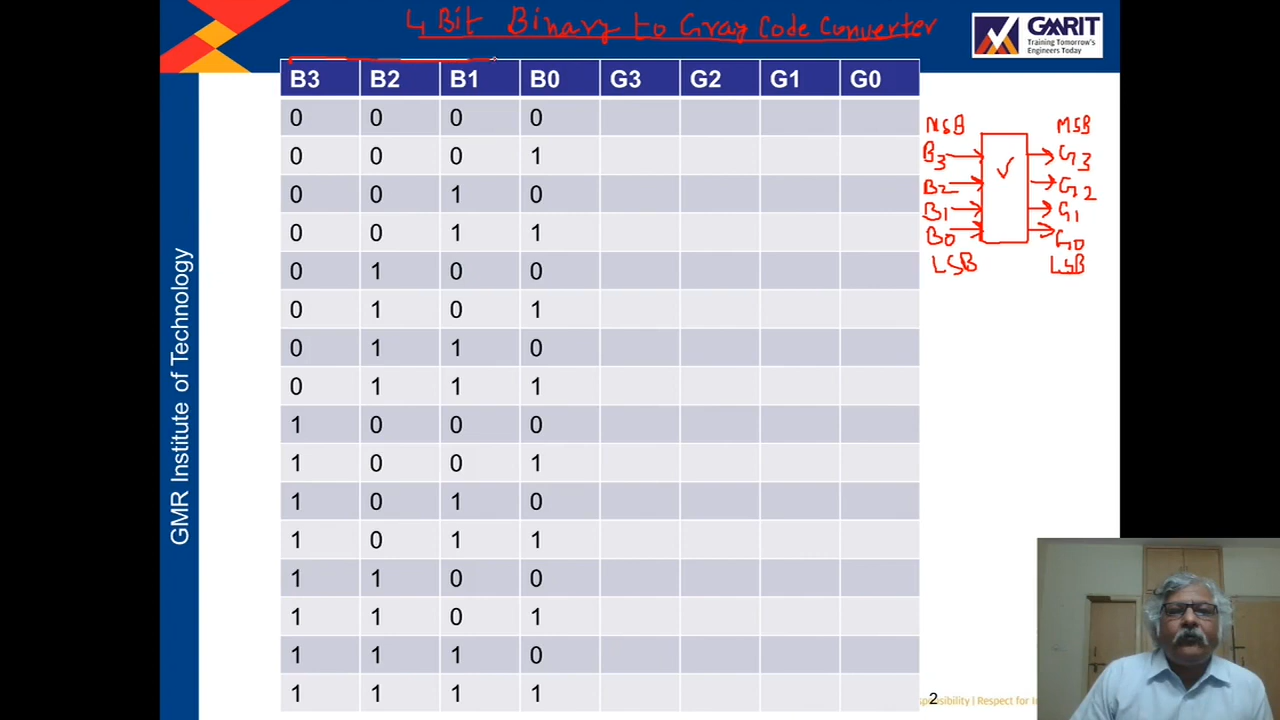 4 Bit Binary to Gray Code Converter
GMRIT
Training Tomorrow's
Engineers Today
GMR Institute of Technology
B3 B2 B1 B0 G3 G2 G1 G0
0 0 0 0
0 0 0 1
0 0 1 0
0 0 1 1
0 1 0 0
0 1 0 1
0 1 1 0
0 1 1 1
1 0 0 0
1 0 0 1
1 0 1 0
1 0 1 1
1 1 0 0
1 1 0 1
1 1 1 0
1 1 1 1
MSB MSB
B3 G3
B2 G2
B1 G1
B0 G0
LSB LSB
2
| Respect for